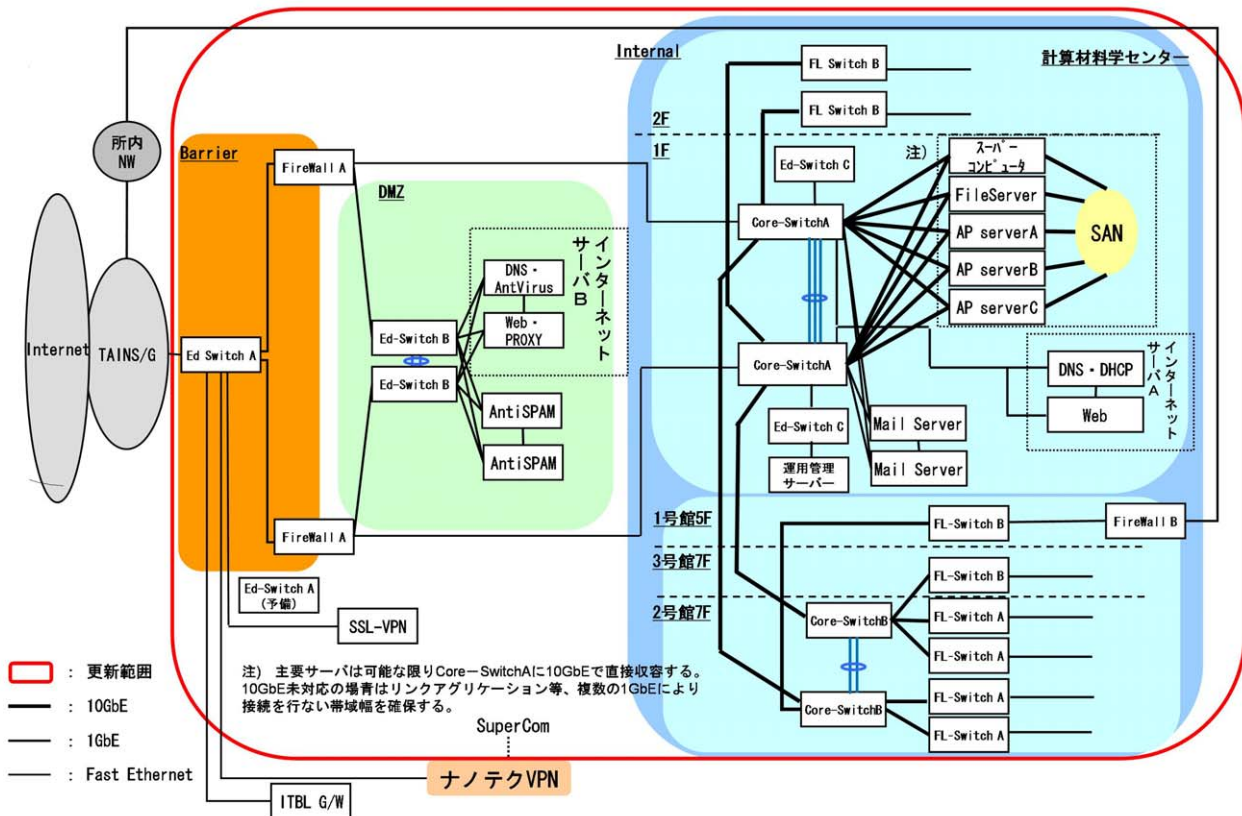 Internal
計算材料学センター
FL Switch B
FL Switch B
2F
1F
所内
NW
Barrier
FireWall A
DMZ
Ed-Switch C
注)
スーパー
コンピュータ
FileServer
AP serverA
AP serverB
AP serverC
SAN
Core-SwitchA
インターネット
サーバB
DNS・
AntVirus
Web・
PROXY
Ed-Switch B
Ed-Switch B
AntiSPAM
AntiSPAM
Internet
TAINS/G
Ed Switch A
Core-SwitchA
DNS・DHCP
Web
インターネット
サーバA
Ed-Switch C
運用管理
サーバー
Mail Server
Mail Server
FireWall A
1号館5F
FL-Switch B
FireWall B
3号館7F
FL-Switch B
2号館7F
Core-SwitchB
FL-Switch A
FL-Switch A
Core-SwitchB
FL-Switch A
FL-Switch A
Ed-Switch A
(予備)
SSL-VPN
: 更新範囲
: 10GbE
: 1GbE
: Fast Ethernet
注) 主要サーバは可能な限りCore-SwitchAに10GbEで直接収容する。
10GbE未対応の場青はリンクアグリケーション等、複数の1GbEにより
接続を行ない帯域幅を確保する。
SuperCom
ナノテクVPN
ITBL G/W